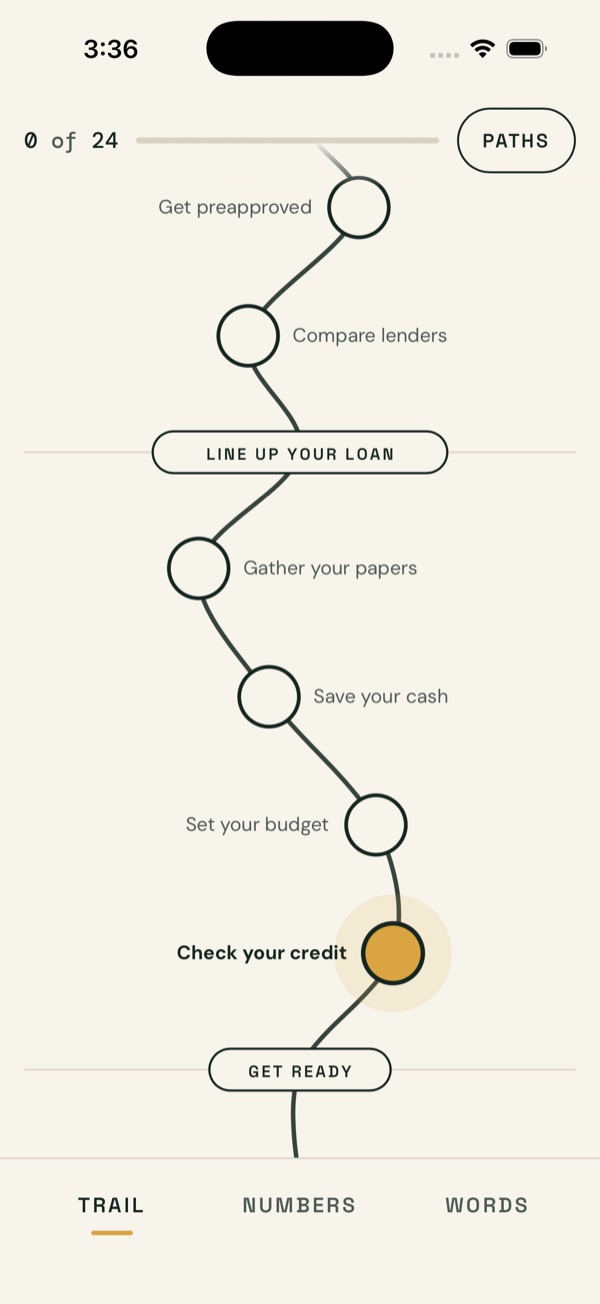 3:36
0 of 24
PATHS
Get preapproved
Compare lenders
LINE UP YOUR LOAN
Gather your papers
Save your cash
Set your budget
Check your credit
GET READY
TRAIL
NUMBERS
WORDS